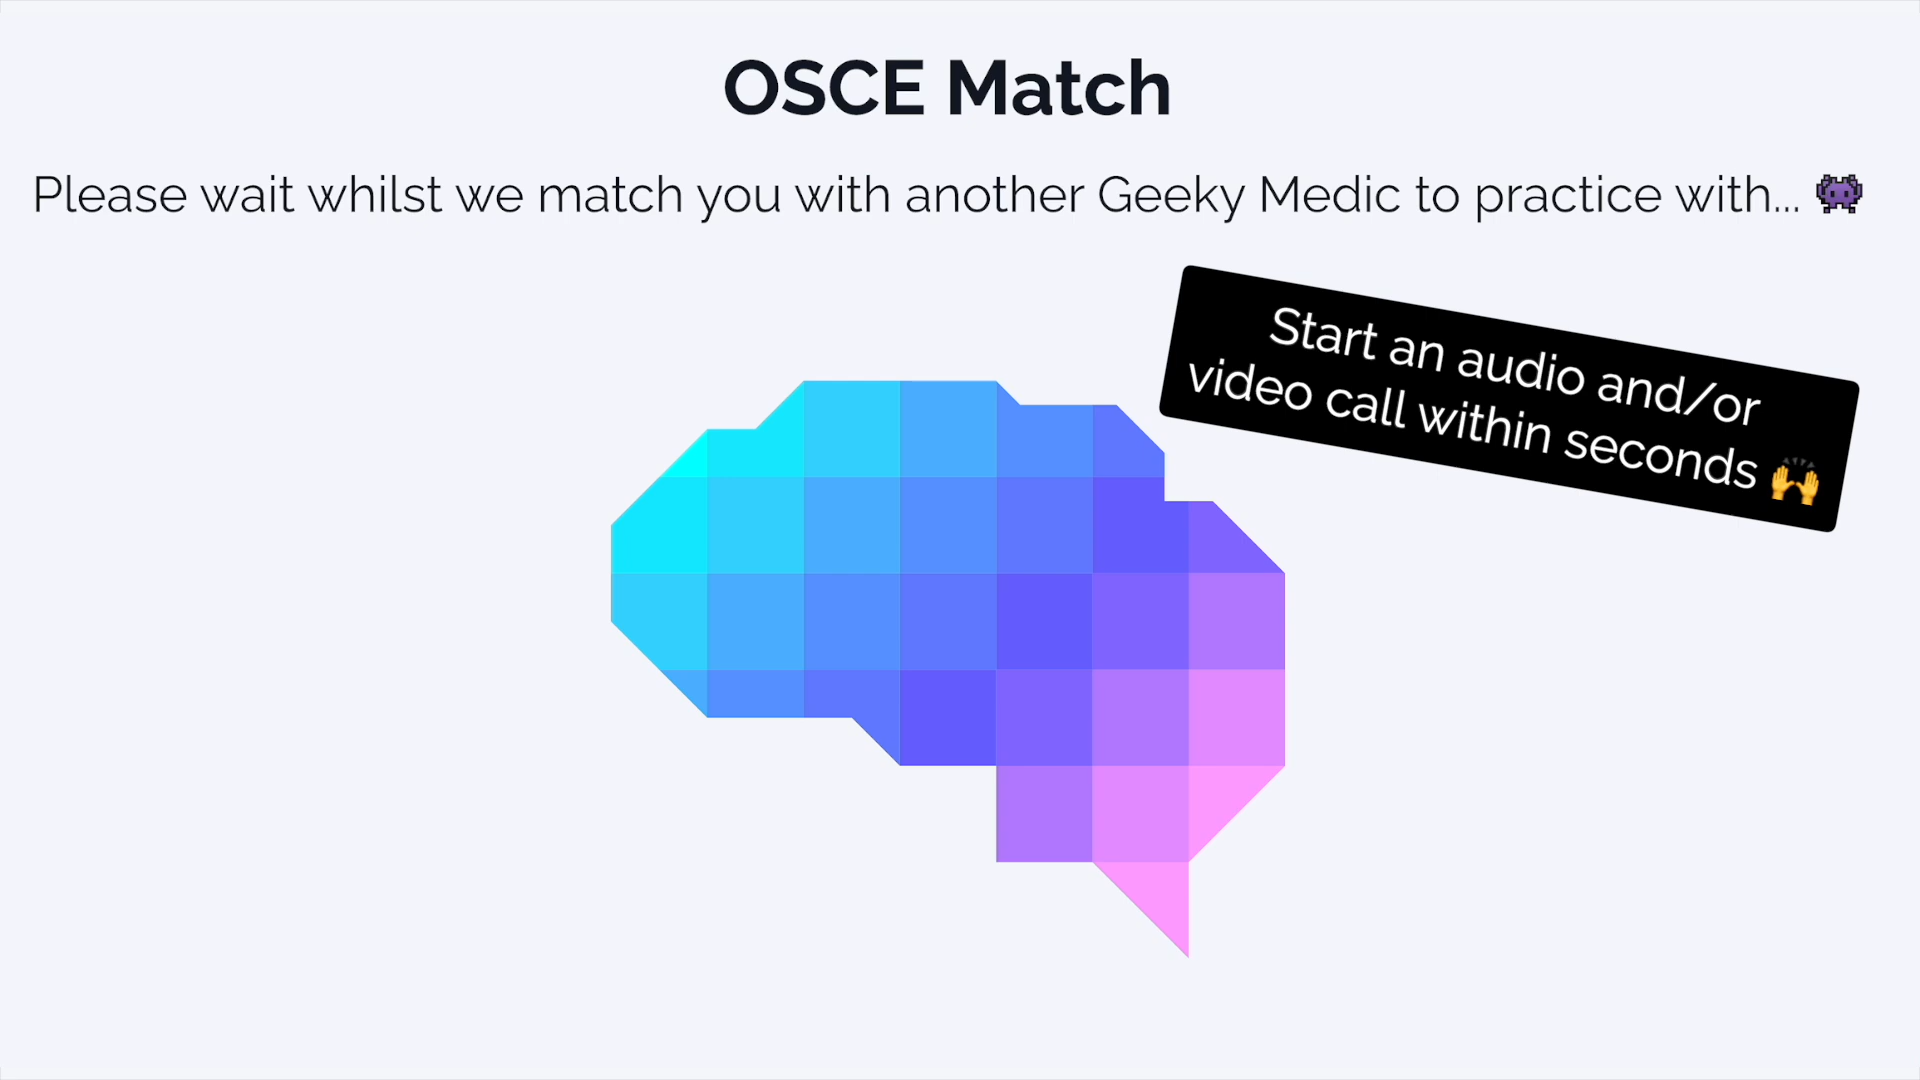 OSCE Match
Please wait whilst we match you with another Geeky Medic to practice with... 👾
Start an audio and/or
video call within seconds 🙌